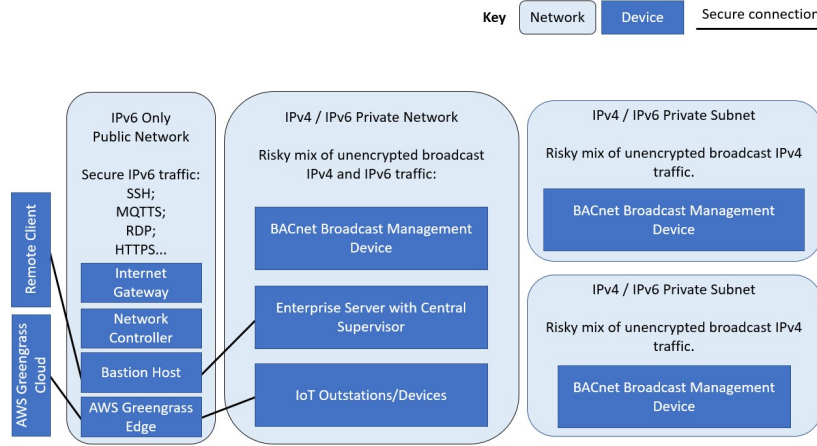 Key
Network
Device
Secure connection
Remote Client
AWS Greengrass
Cloud
IPv6 Only
Public Network
Secure IPv6 traffic:
SSH;
MQTTS;
RDP;
HTTPS...
Internet
Gateway
Network
Controller
Bastion Host
AWS Greengrass
Edge
IPv4 / IPv6 Private Network
Risky mix of unencrypted broadcast
IPv4 and IPv6 traffic:
BACnet Broadcast Management
Device
Enterprise Server with Central
Supervisor
IoT Outstations/Devices
IPv4 / IPv6 Private Subnet
Risky mix of unencrypted broadcast IPv4
traffic.
BACnet Broadcast Management
Device
IPv4 / IPv6 Private Subnet
Risky mix of unencrypted broadcast IPv4
traffic.
BACnet Broadcast Management
Device